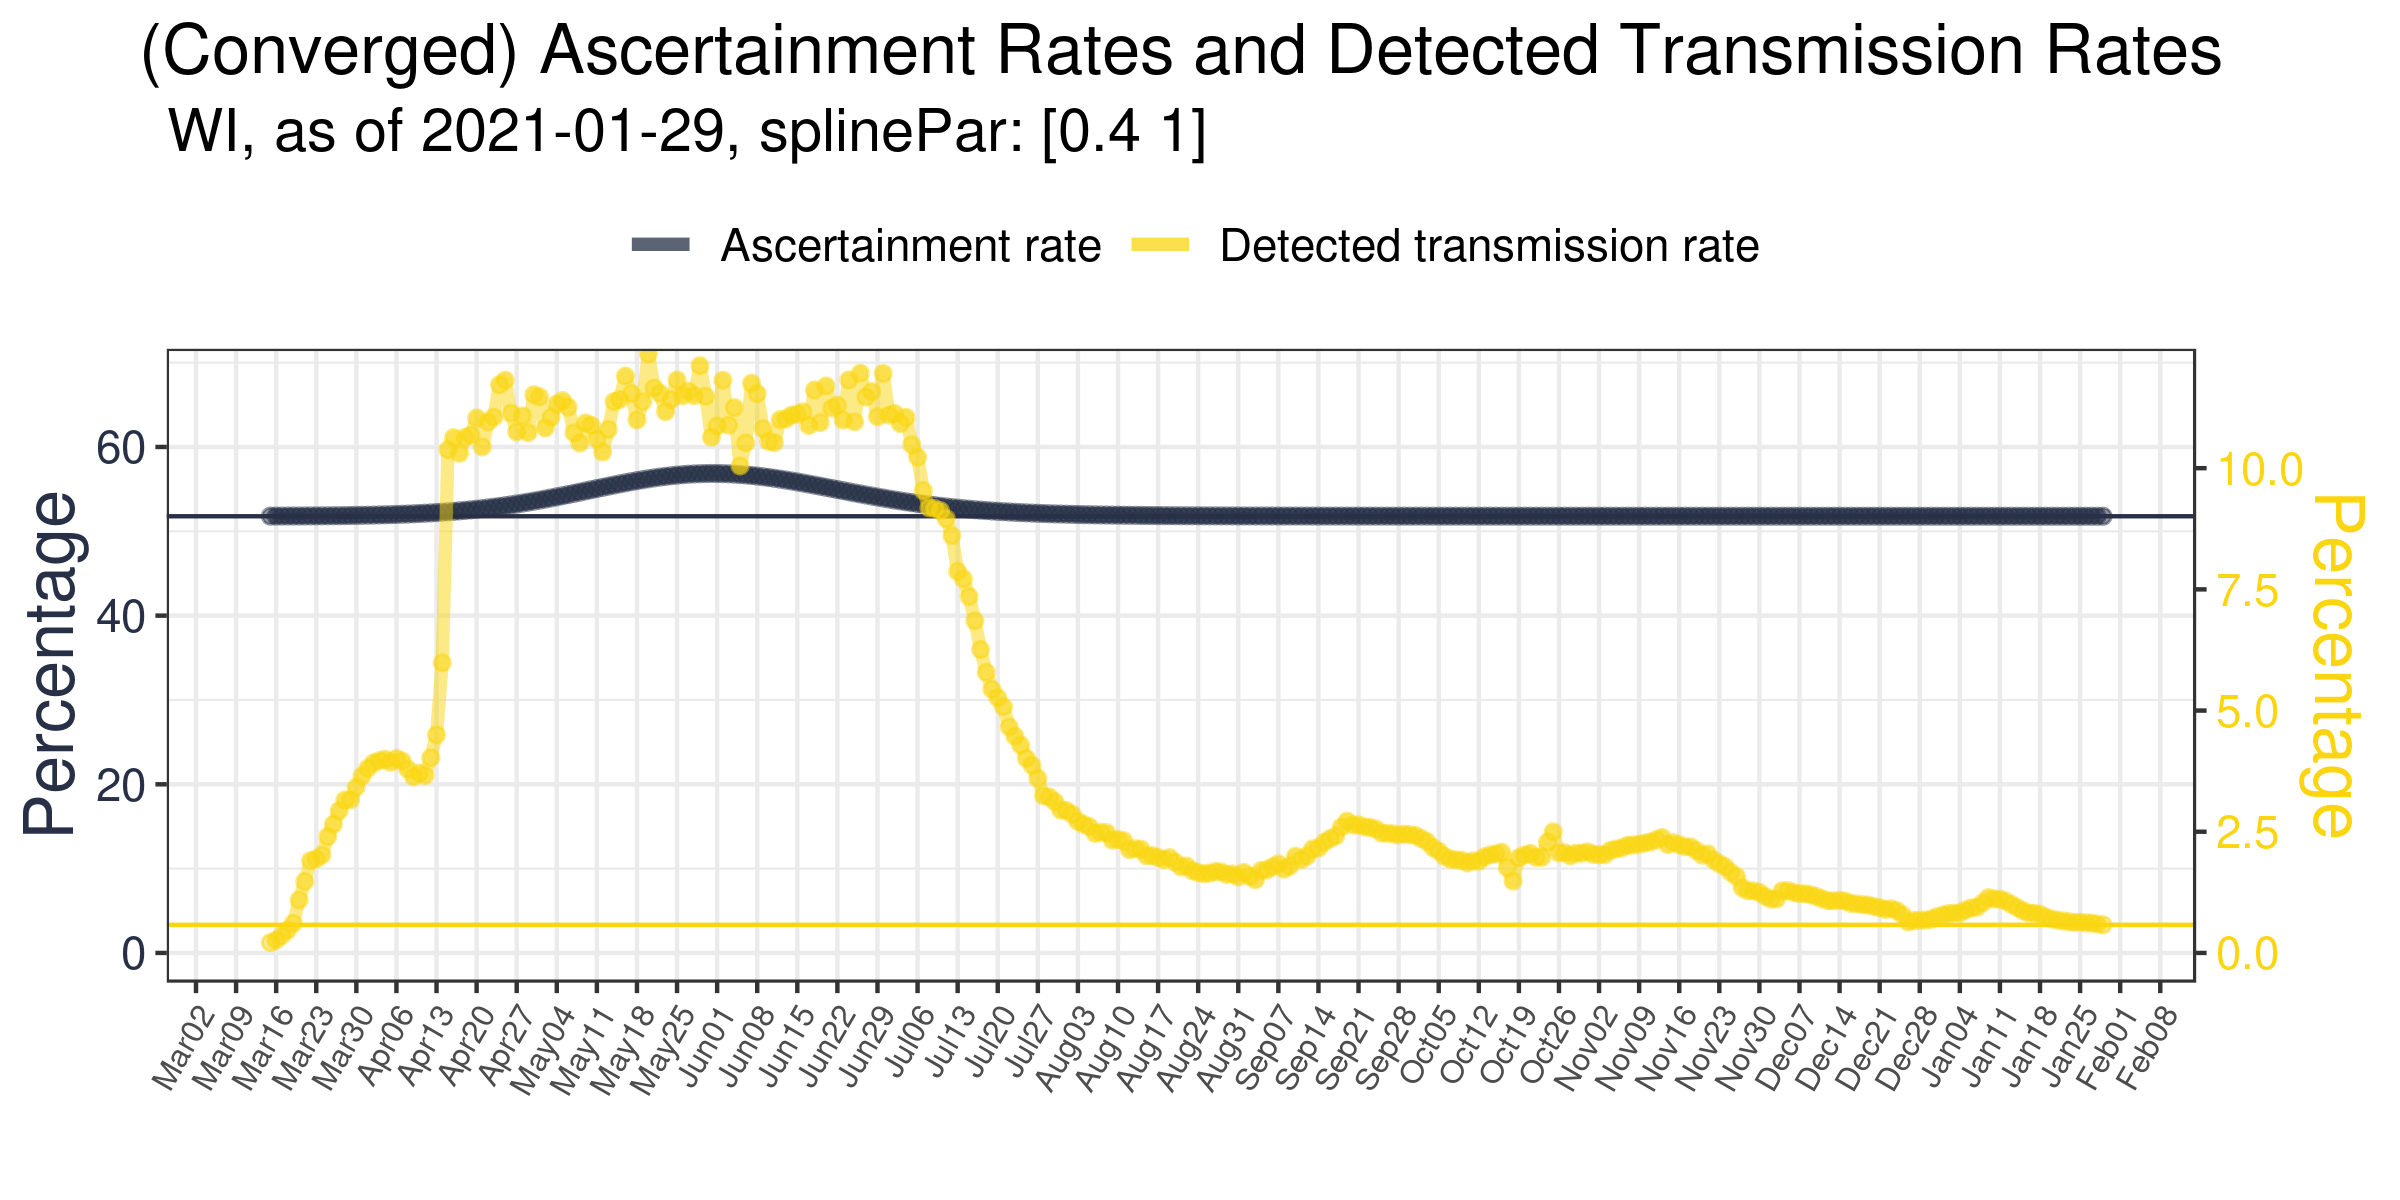 (Converged) Ascertainment Rates and Detected Transmission Rates
WI, as of 2021-01-29, splinePar: [0.4 1]
Ascertainment rate Detected transmission rate
Percentage
60
40
20
0
10.0
7.5
5.0
2.5
0.0
Percentage
Mar02 Mar09 Mar16 Mar23 Mar30 Apr06 Apr13 Apr20 Apr27 May04 May11 May18 May25 Jun01 Jun08 Jun15 Jun22 Jun29 Jul06 Jul13 Jul20 Jul27 Aug03 Aug10 Aug17 Aug24 Aug31 Sep07 Sep14 Sep21 Sep28 Oct05 Oct12 Oct19 Oct26 Nov02 Nov09 Nov16 Nov23 Nov30 Dec07 Dec14 Dec21 Dec28 Jan04 Jan11 Jan18 Jan25 Feb01 Feb08